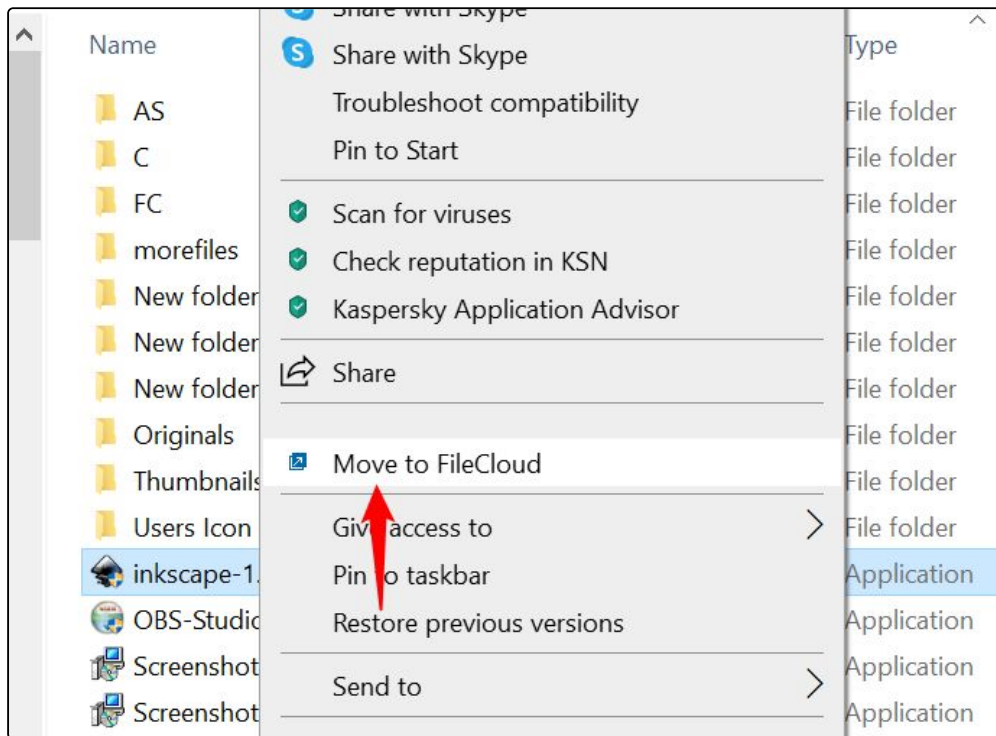 Share with Skype
Name
Share with Skype
Type
AS
Troubleshoot compatibility
File folder
C
Pin to Start
File folder
FC
Scan for viruses
File folder
morefiles
Check reputation in KSN
File folder
New folder
Kaspersky Application Advisor
File folder
New folder
File folder
New folder
Share
File folder
Originals
File folder
Thumbnails
Move to FileCloud
File folder
Users Icon
Give access to
File folder
inkscape-1.
Pin to taskbar
Application
OBS-Studio
Restore previous versions
Application
Screenshot
Application
Screenshot
Send to
Application